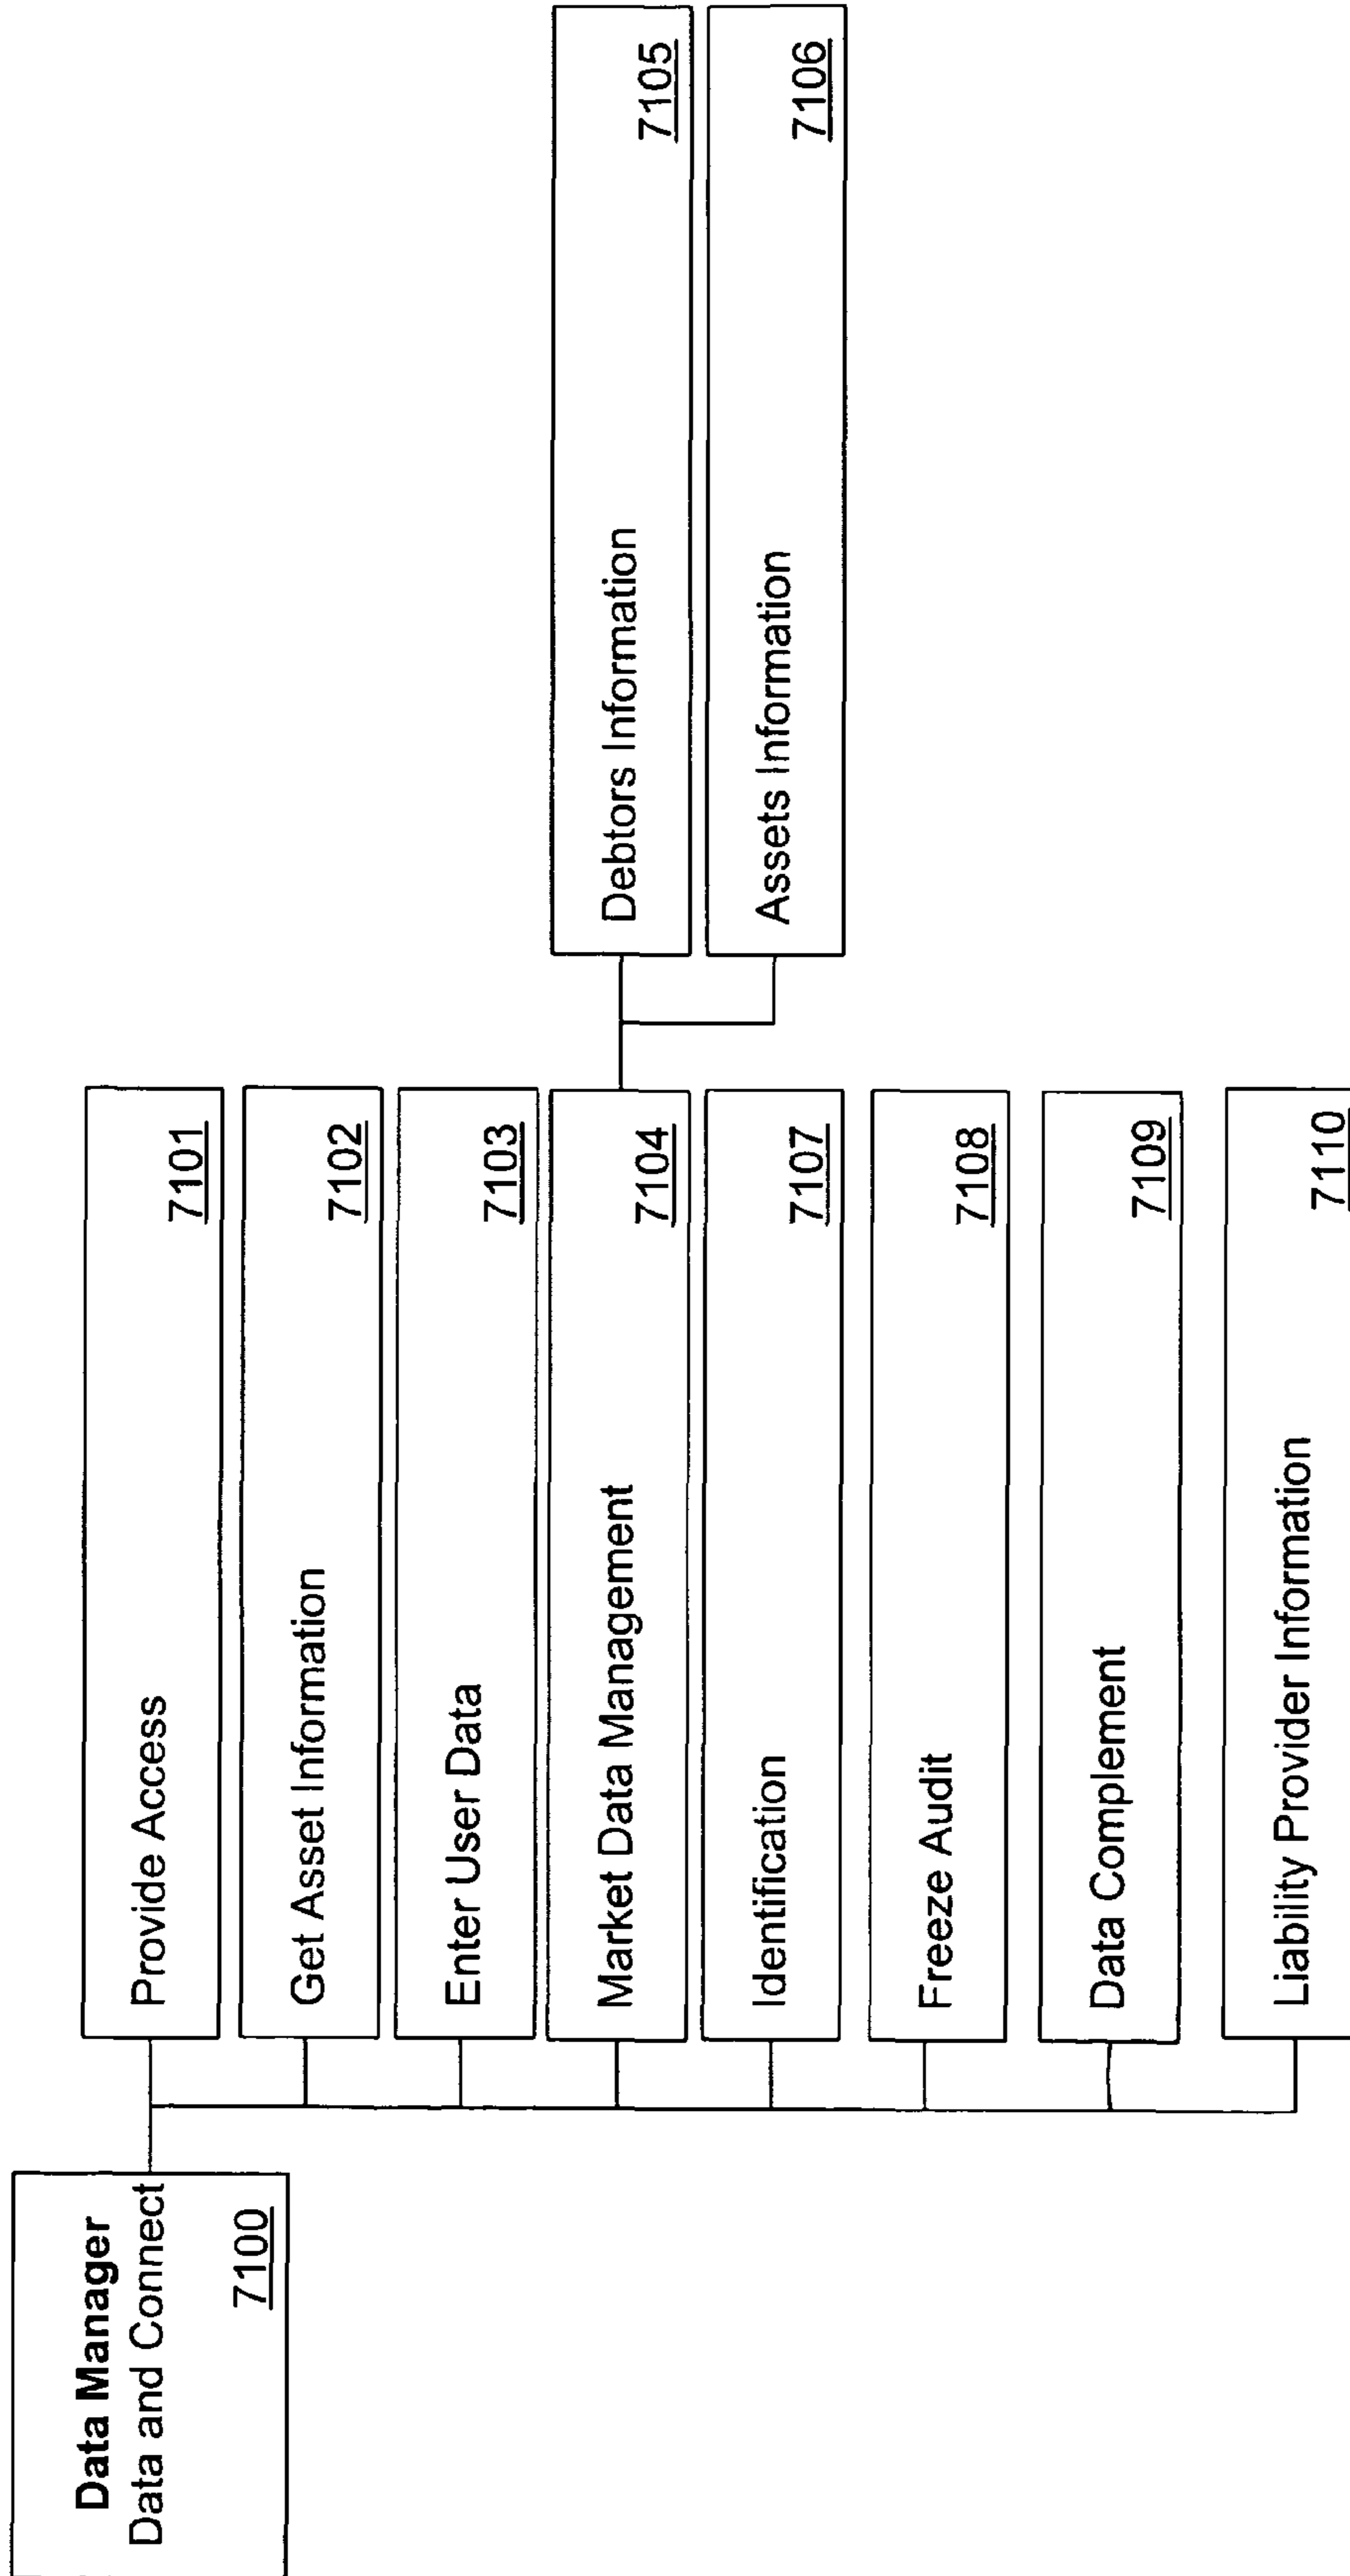 Data Manager
Data and Connect
7100
Provide Access
7101
Get Asset Information
7102
Enter User Data
7103
Market Data Management
7104
Debtors Information
7105
Assets Information
7106
Identification
7107
Freeze Audit
7108
Data Complement
7109
Liability Provider Information
7110